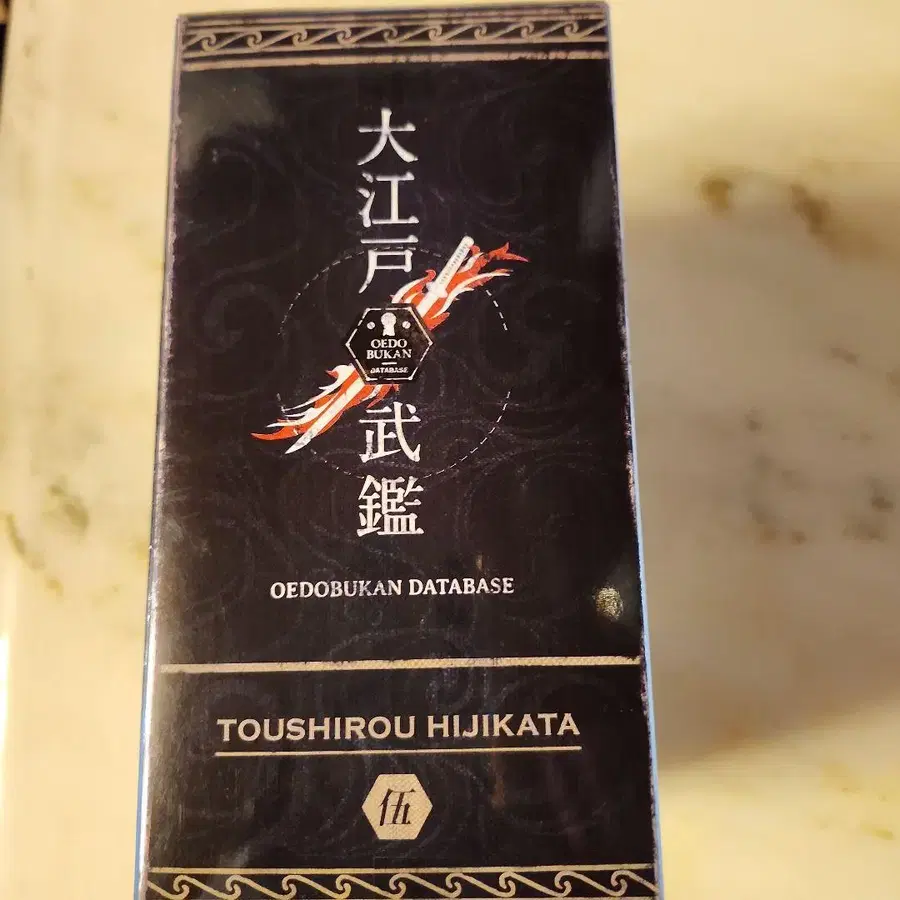 大江戸武鑑
OEDO
BUKAN
DATABASE
OEDOBUKAN DATABASE
TOUSHIROU HIJIKATA
伍